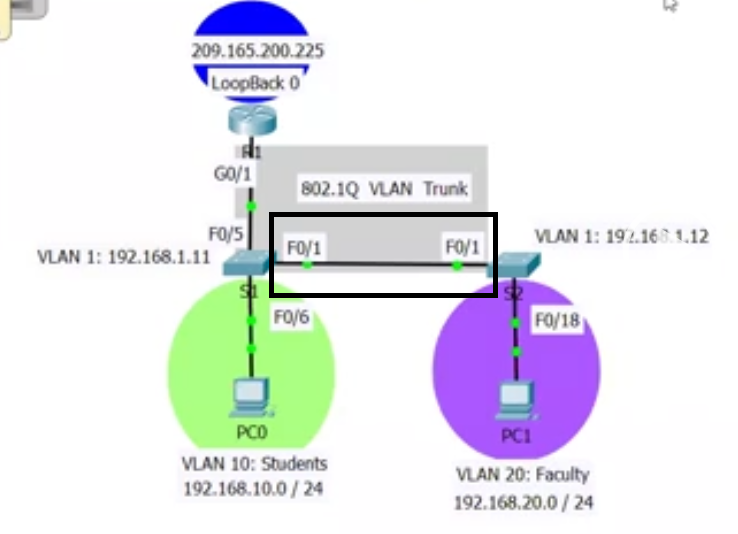 209.165.200.225
LoopBack 0
R1
G0/1
802.1Q VLAN Trunk
F0/5
F0/1
F0/1
VLAN 1: 192.168.1.12
VLAN 1: 192.168.1.11
S1
S2
F0/6
F0/18
PC0
PC1
VLAN 10: Students
192.168.10.0 / 24
VLAN 20: Faculty
192.168.20.0 / 24